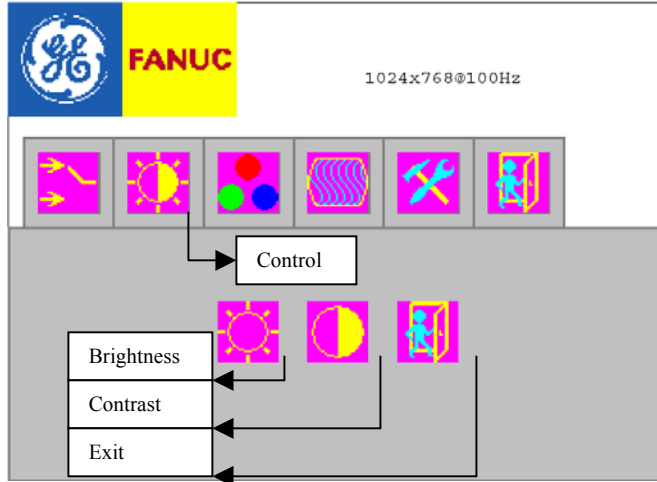 GE
FANUC
1024x768@100Hz
Control
Brightness
Contrast
Exit